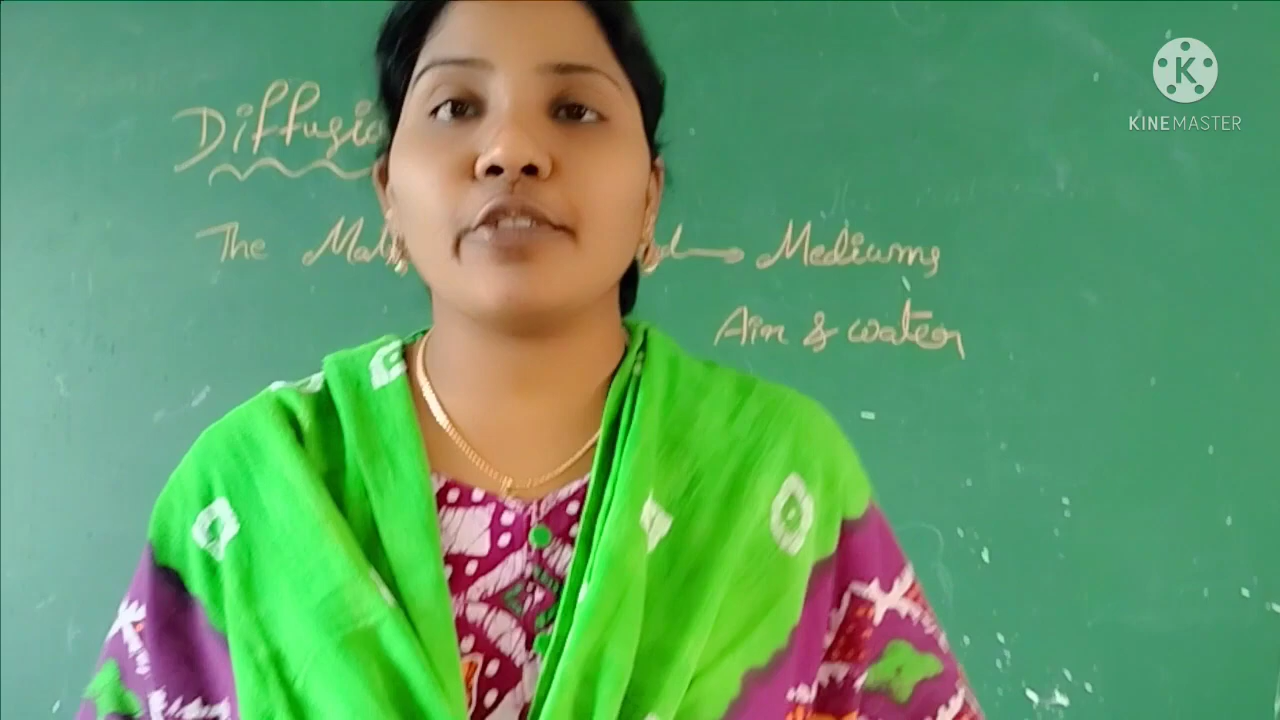 Diffusio
The Mat d → Mediums
Air & water
KINEMASTER